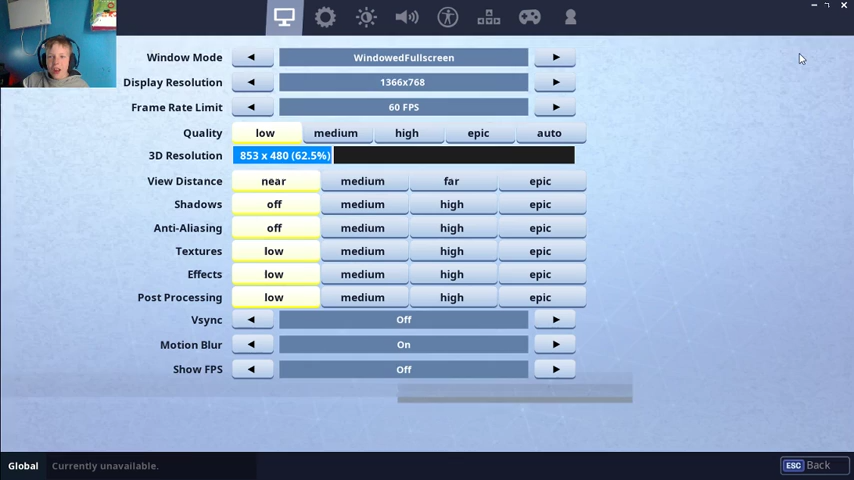 Window Mode WindowedFullscreen
Display Resolution 1366x768
Frame Rate Limit 60 FPS
Quality low medium high epic auto
3D Resolution 853 x 480 (62.5%)
View Distance near medium far epic
Shadows off medium high epic
Anti-Aliasing off medium high epic
Textures low medium high epic
Effects low medium high epic
Post Processing low medium high epic
Vsync Off
Motion Blur On
Show FPS Off
Global Currently unavailable. ESC Back